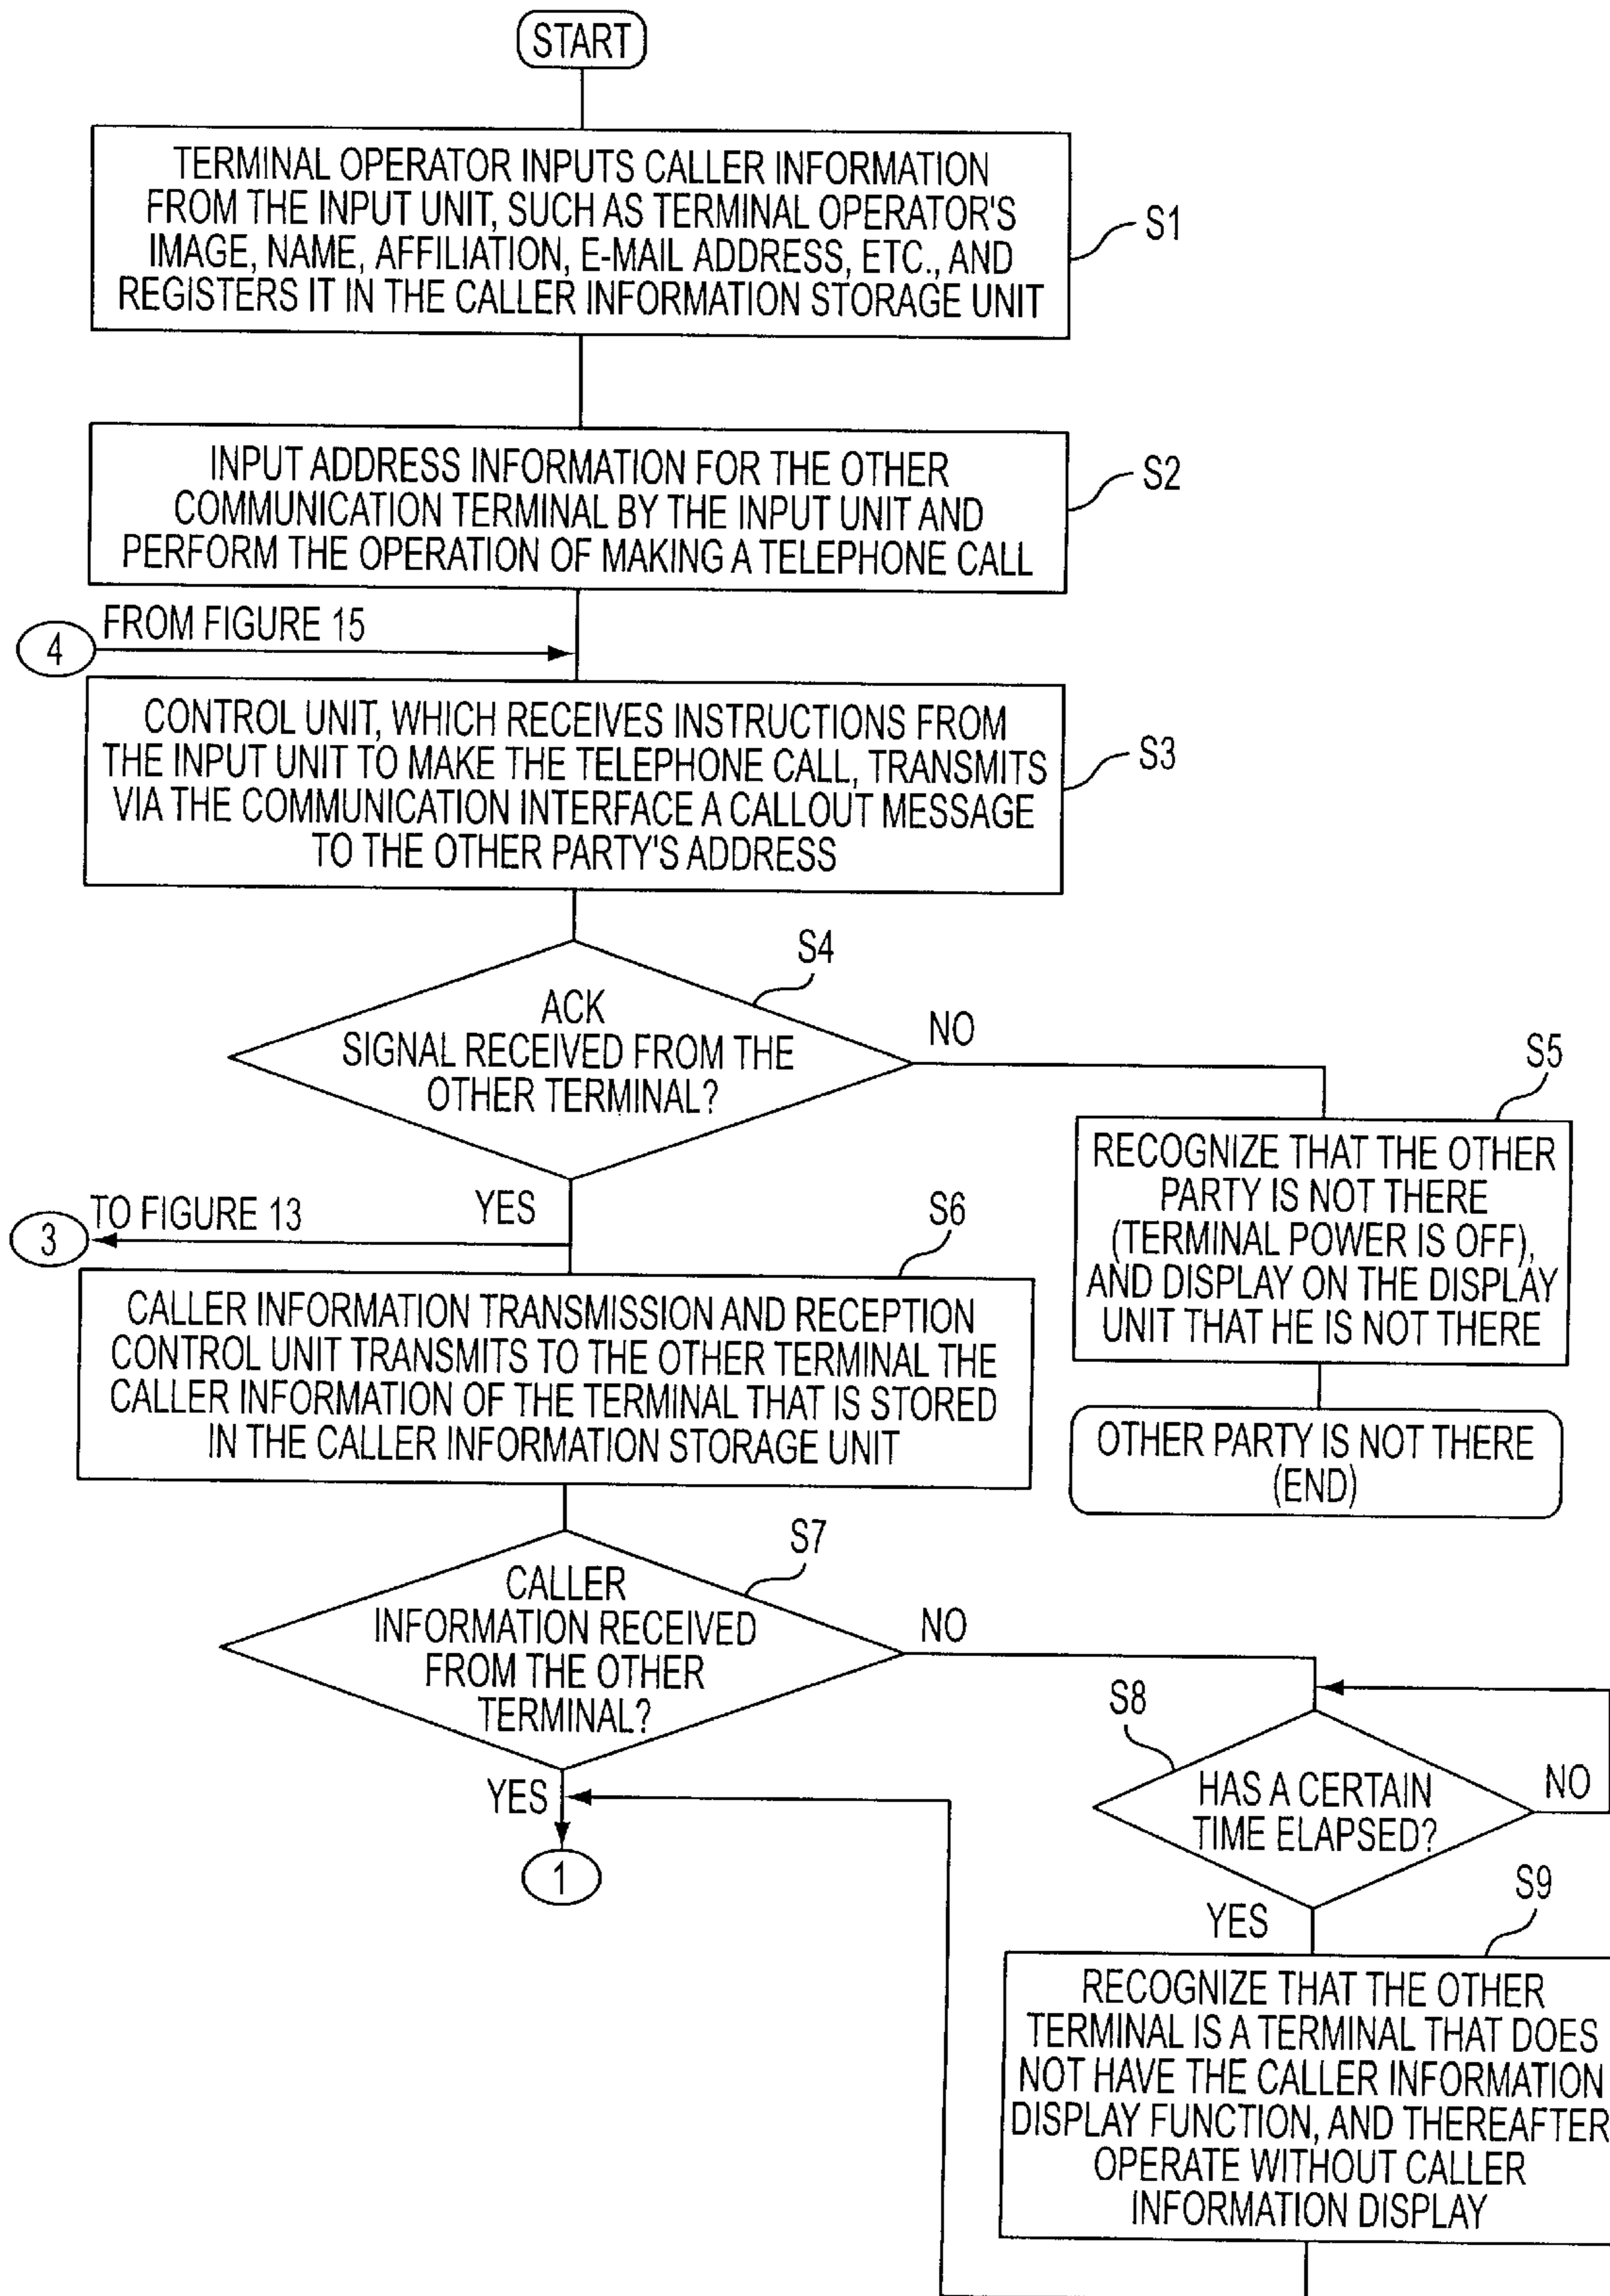 START
TERMINAL OPERATOR INPUTS CALLER INFORMATION
FROM THE INPUT UNIT, SUCH AS TERMINAL OPERATOR'S
IMAGE, NAME, AFFILIATION, E-MAIL ADDRESS, ETC., AND
REGISTERS IT IN THE CALLER INFORMATION STORAGE UNIT
S1
INPUT ADDRESS INFORMATION FOR THE OTHER
COMMUNICATION TERMINAL BY THE INPUT UNIT AND
PERFORM THE OPERATION OF MAKING A TELEPHONE CALL
S2
FROM FIGURE 15
4
CONTROL UNIT, WHICH RECEIVES INSTRUCTIONS FROM
THE INPUT UNIT TO MAKE THE TELEPHONE CALL, TRANSMITS
VIA THE COMMUNICATION INTERFACE A CALLOUT MESSAGE
TO THE OTHER PARTY'S ADDRESS
S3
S4
ACK
SIGNAL RECEIVED FROM THE
OTHER TERMINAL?
NO
S5
RECOGNIZE THAT THE OTHER
PARTY IS NOT THERE
(TERMINAL POWER IS OFF),
AND DISPLAY ON THE DISPLAY
UNIT THAT HE IS NOT THERE
OTHER PARTY IS NOT THERE
(END)
YES
TO FIGURE 13
3
S6
CALLER INFORMATION TRANSMISSION AND RECEPTION
CONTROL UNIT TRANSMITS TO THE OTHER TERMINAL THE
CALLER INFORMATION OF THE TERMINAL THAT IS STORED
IN THE CALLER INFORMATION STORAGE UNIT
S7
CALLER
INFORMATION RECEIVED
FROM THE OTHER
TERMINAL?
NO
YES
1
S8
HAS A CERTAIN
TIME ELAPSED?
NO
YES
S9
RECOGNIZE THAT THE OTHER
TERMINAL IS A TERMINAL THAT DOES
NOT HAVE THE CALLER INFORMATION
DISPLAY FUNCTION, AND THEREAFTER
OPERATE WITHOUT CALLER
INFORMATION DISPLAY